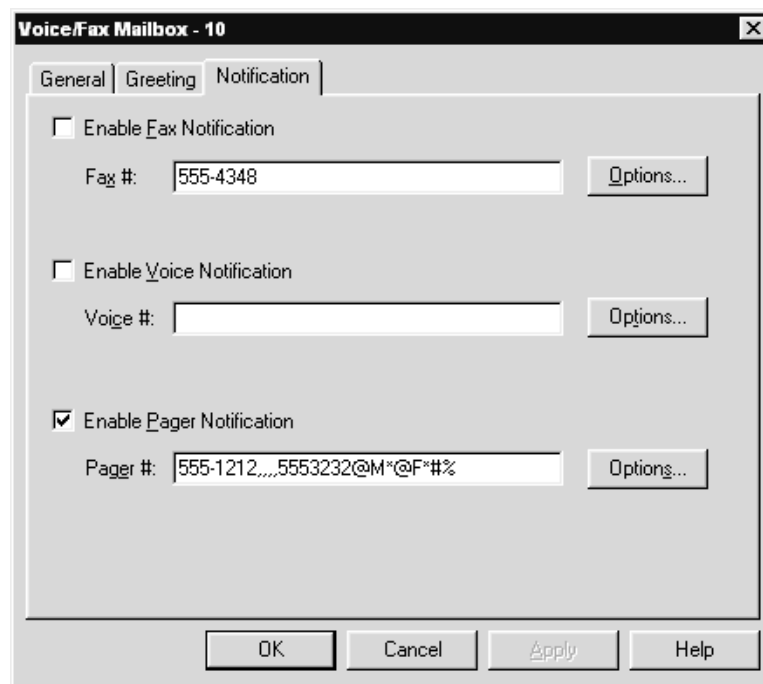 Voice/Fax Mailbox - 10
General Greeting Notification
Enable Fax Notification
Fax #: 555-4348 Options...
Enable Voice Notification
Voice #: Options...
Enable Pager Notification
Pager #: 555-1212,,,,5553232@M*@F*#% Options...
OK Cancel Apply Help